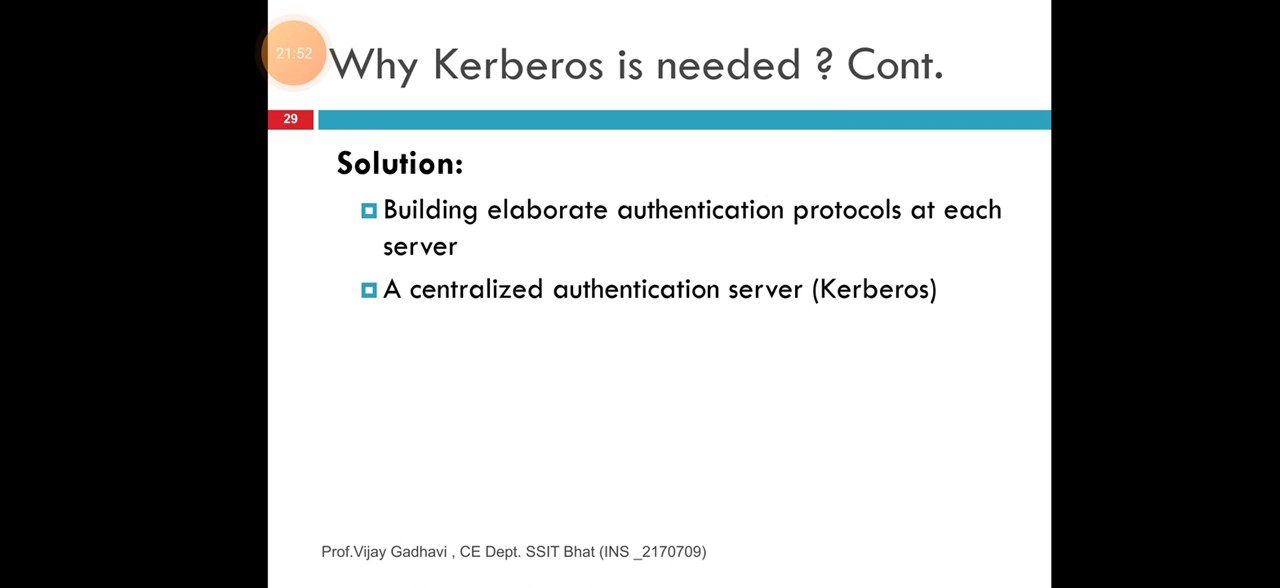 21:52
Why Kerberos is needed ? Cont.
29
Solution:
Building elaborate authentication protocols at each
server
A centralized authentication server (Kerberos)
Prof.Vijay Gadhavi , CE Dept. SSIT Bhat (INS _2170709)